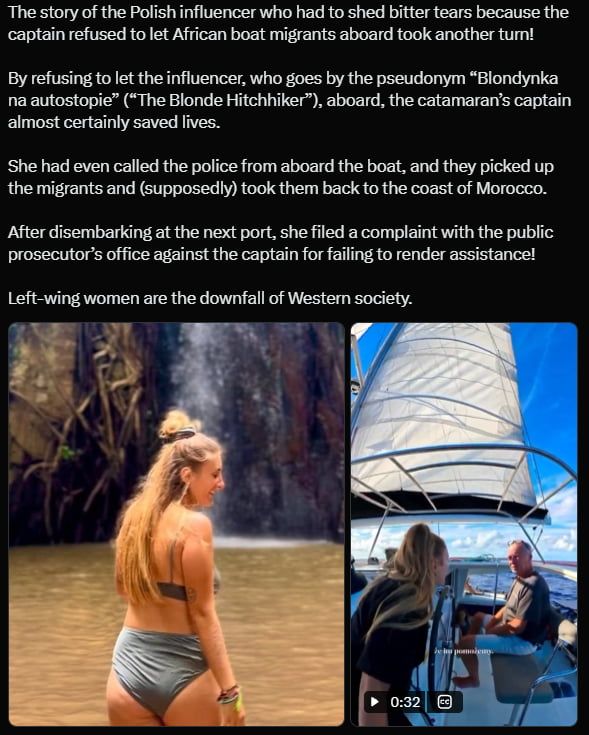 The story of the Polish influencer who had to shed bitter tears because the
captain refused to let African boat migrants aboard took another turn!
By refusing to let the influencer, who goes by the pseudonym “Blondynka
na autostopie” (“The Blonde Hitchhiker”), aboard, the catamaran’s captain
almost certainly saved lives.
She had even called the police from aboard the boat, and they picked up
the migrants and (supposedly) took them back to the coast of Morocco.
After disembarking at the next port, she filed a complaint with the public
prosecutor’s office against the captain for failing to render assistance!
Left-wing women are the downfall of Western society.
że im pomożemy.
0:32 CC